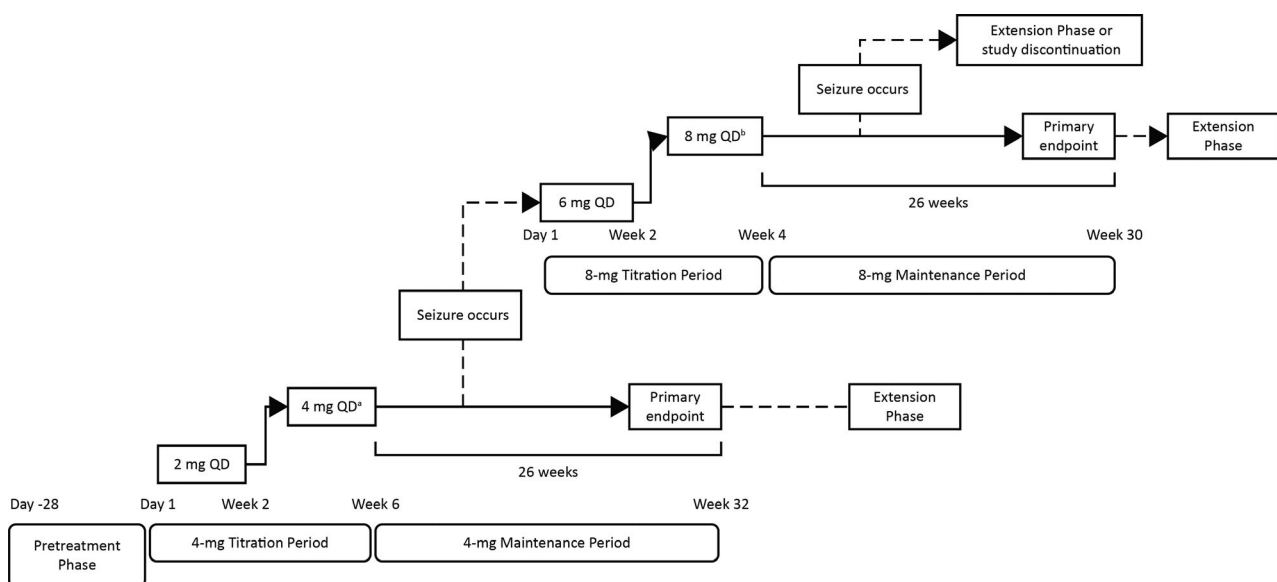 Extension Phase or
study discontinuation
Seizure occurs
8 mg QDᵇ
Primary
endpoint
Extension
Phase
6 mg QD
26 weeks
Day 1
Week 2
Week 4
Week 30
8-mg Titration Period
8-mg Maintenance Period
Seizure occurs
4 mg QDᵃ
Primary
endpoint
Extension
Phase
2 mg QD
26 weeks
Day -28
Day 1
Week 2
Week 6
Week 32
Pretreatment
Phase
4-mg Titration Period
4-mg Maintenance Period